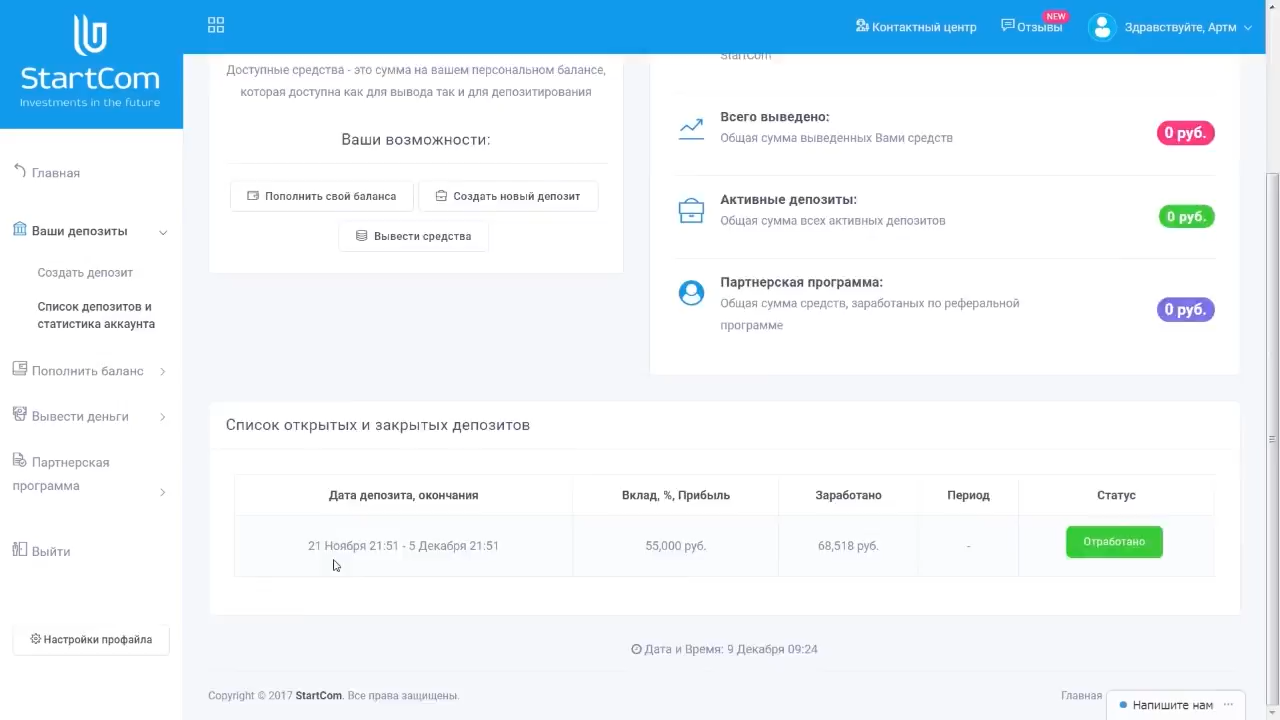 StartCom
Investments in the future
Контактный центр
Отзывы
NEW
Здравствуйте, Артм
Главная
Ваши депозиты
Создать депозит
Список депозитов и
статистика аккаунта
Пополнить баланс
Вывести деньги
Партнерская
программа
Выйти
Настройки профайла
Доступные средства - это сумма на вашем персональном балансе,
которая доступна как для вывода так и для депозитирования
Ваши возможности:
Пополнить свой баланса
Создать новый депозит
Вывести средства
StartCom
Всего выведено:
Общая сумма выведенных Вами средств
0 руб.
Активные депозиты:
Общая сумма всех активных депозитов
0 руб.
Партнерская программа:
Общая сумма средств, заработаных по реферальной
программе
0 руб.
Список открытых и закрытых депозитов
Дата депозита, окончания Вклад, %, Прибыль Заработано Период Статус
21 Ноября 21:51 - 5 Декабря 21:51 55,000 руб. 68,518 руб. - Отработано
Дата и Время: 9 Декабря 09:24
Copyright © 2017 StartCom. Все права защищены.
Главная
Напишите нам ...